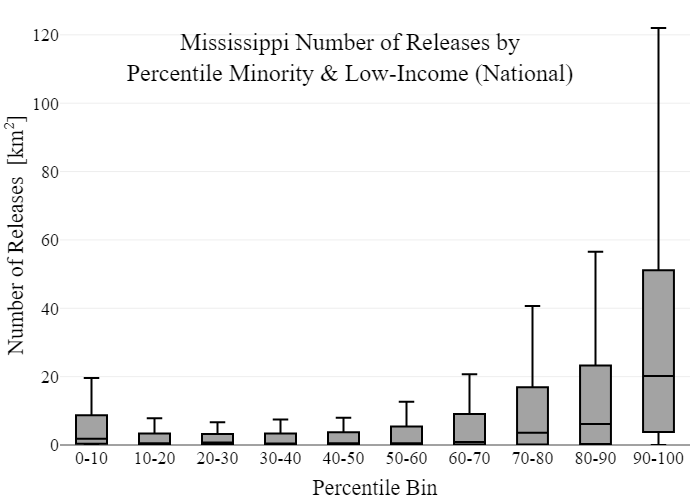 Mississippi Number of Releases by
Percentile Minority & Low-Income (National)
Number of Releases [km²]
120
100
80
60
40
20
0
0-10 10-20 20-30 30-40 40-50 50-60 60-70 70-80 80-90 90-100
Percentile Bin